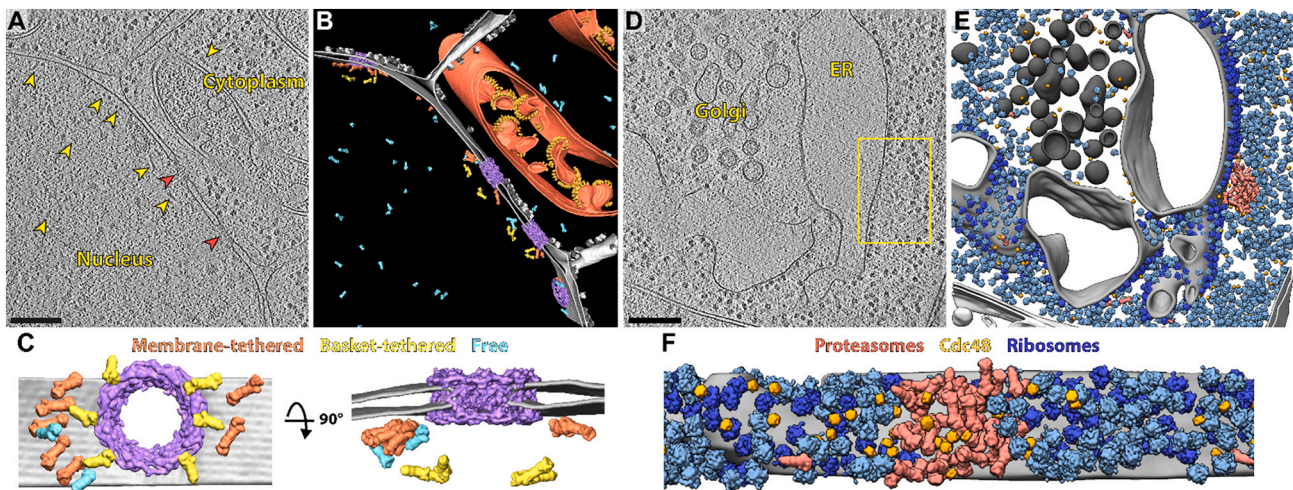 A
Cytoplasm
Nucleus
B
D
ER
Golgi
E
C
Membrane-tethered Basket-tethered Free
90°
F
Proteasomes Cdc48 Ribosomes